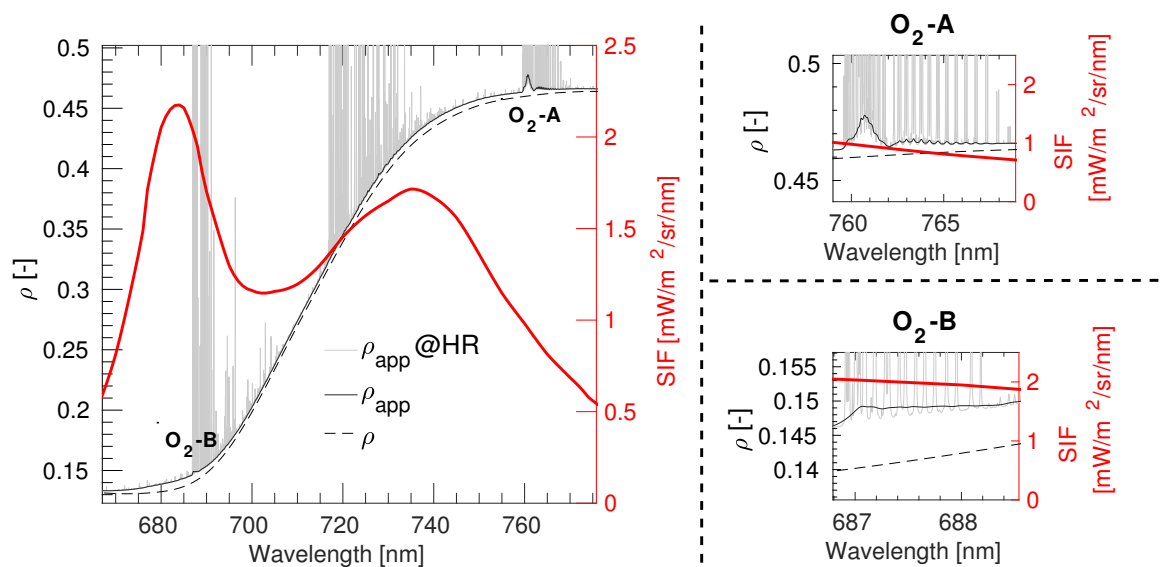 0.5
0.45
0.4
0.35
0.3
0.25
0.2
0.15
ρ [-]
680 700 720 740 760
Wavelength [nm]
2.5
2
1.5
1
0.5
0
SIF [mW/m 2/sr/nm]
O2-A
O2-B
ρapp@HR
ρapp
ρ
O2-A
0.5
0.45
ρ [-]
760 765
Wavelength [nm]
2
1
0
SIF
[mW/m 2/sr/nm]
O2-B
0.155
0.15
0.145
0.14
ρ [-]
687 688
Wavelength [nm]
2
1
0
SIF
[mW/m 2/sr/nm]